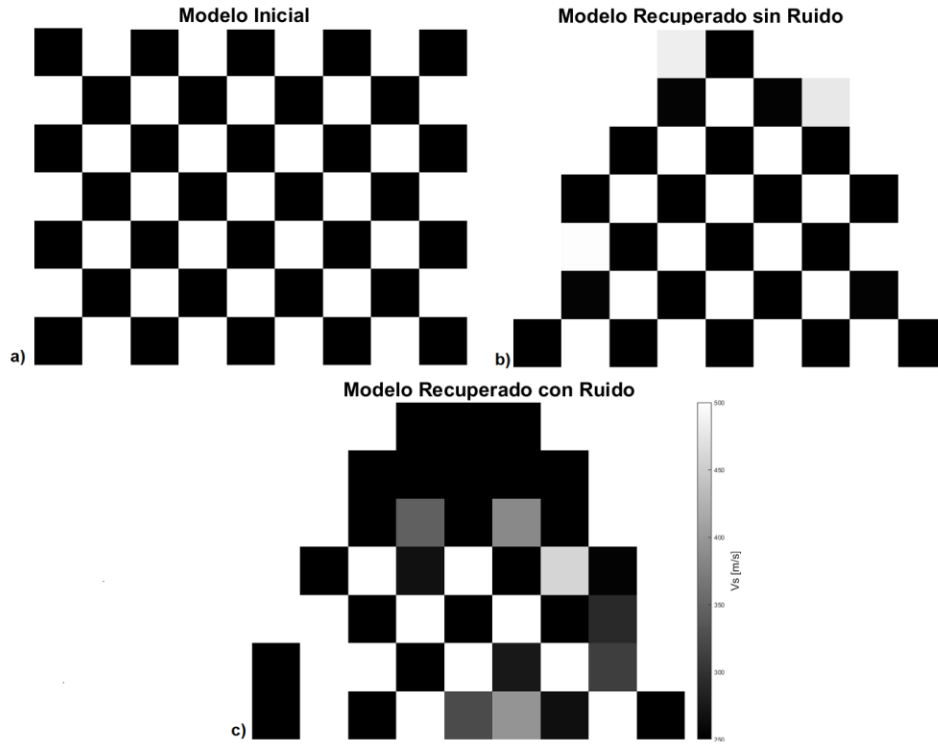 Modelo Inicial
Modelo Recuperado sin Ruido
a)
b)
Modelo Recuperado con Ruido
500
450
400
350
300
250
Vs [m/s]
c)